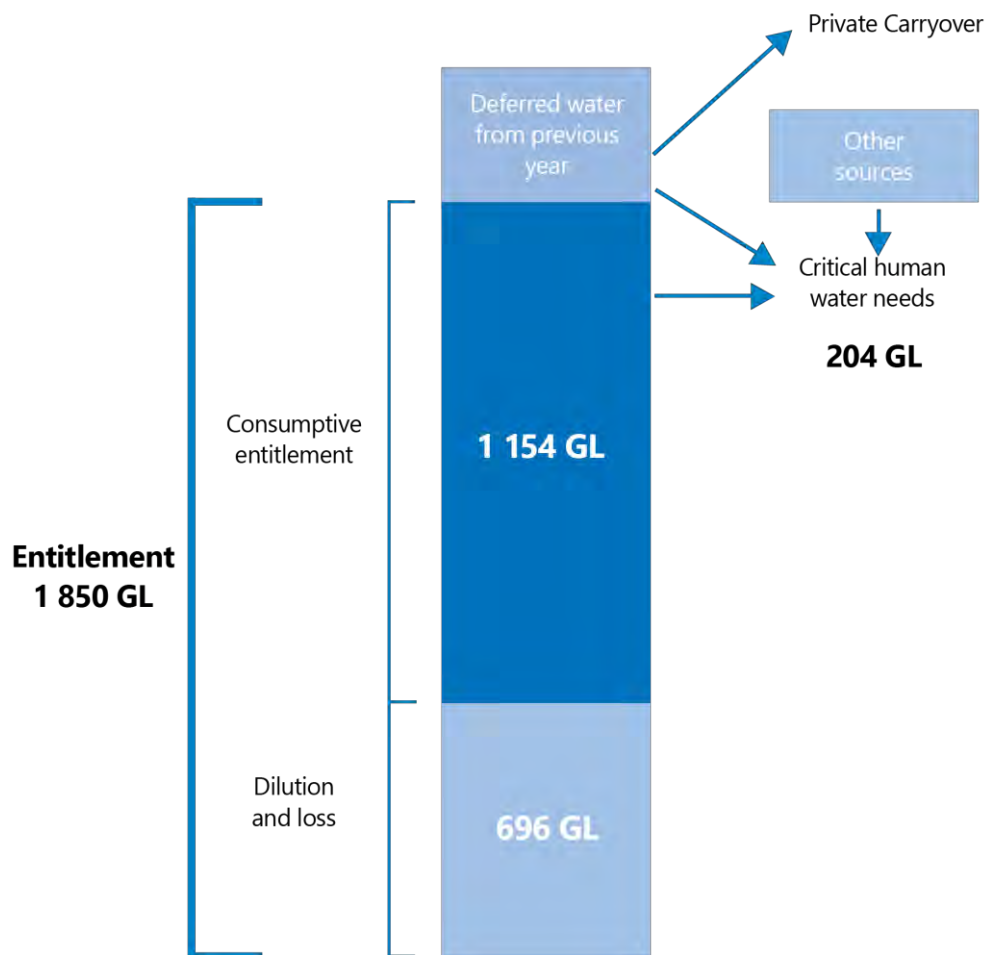 Private Carryover
Deferred water
from previous
year
Other
sources
Critical human
water needs
204 GL
Consumptive
entitlement
1 154 GL
Entitlement
1 850 GL
Dilution
and loss
696 GL